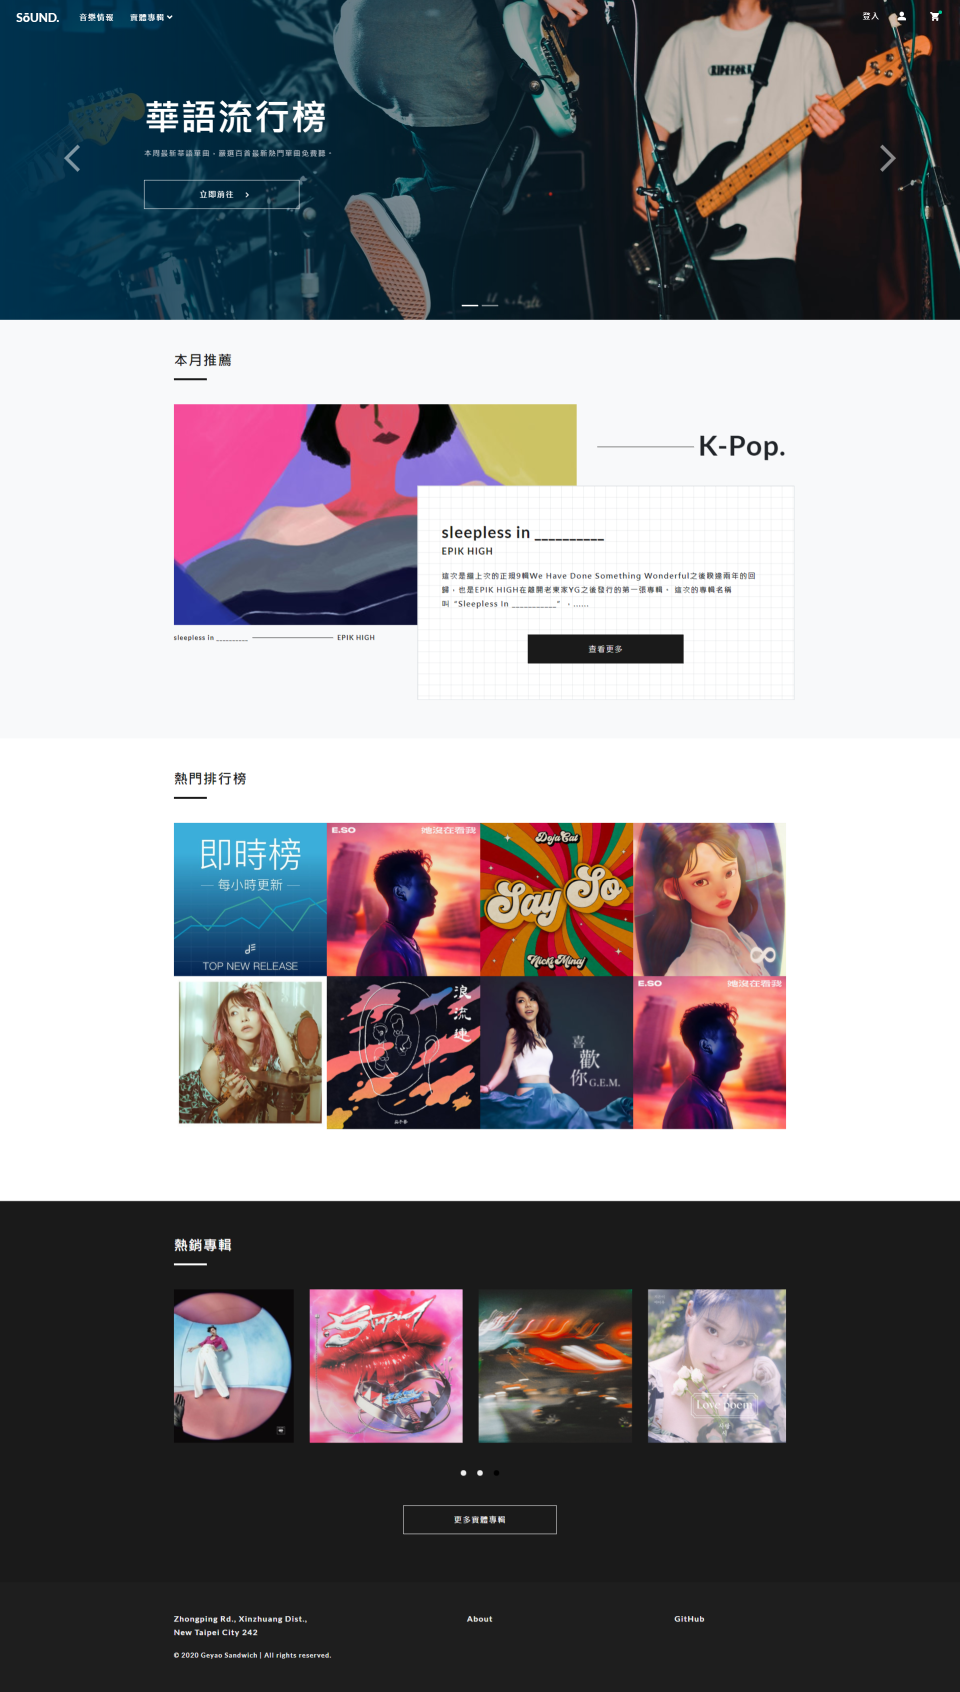 SōUND.
音樂情報
實體專輯
登入
華語流行榜
本周最新華語單曲，嚴選百首最新熱門單曲免費聽。
立即前往
本月推薦
K-Pop.
sleepless in __________
EPIK HIGH
這次是繼上次的正規9輯We Have Done Something Wonderful之後睽違兩年的回
歸，也是EPIK HIGH在離開老東家YG之後發行的第一張專輯， 這次的專輯名稱
叫“Sleepless In __________”，......
查看更多
sleepless in __________
EPIK HIGH
熱門排行榜
即時榜
每小時更新
TOP NEW RELEASE
E.SO
她沒在看我
Doja Cat
Say So
Nicki Minaj
浪流連
喜歡你
G.E.M.
E.SO
她沒在看我
熱銷專輯
Stupid
Love poem
更多實體專輯
Zhongping Rd., Xinzhuang Dist.,
New Taipei City 242
© 2020 Geyao Sandwich | All rights reserved.
About
GitHub